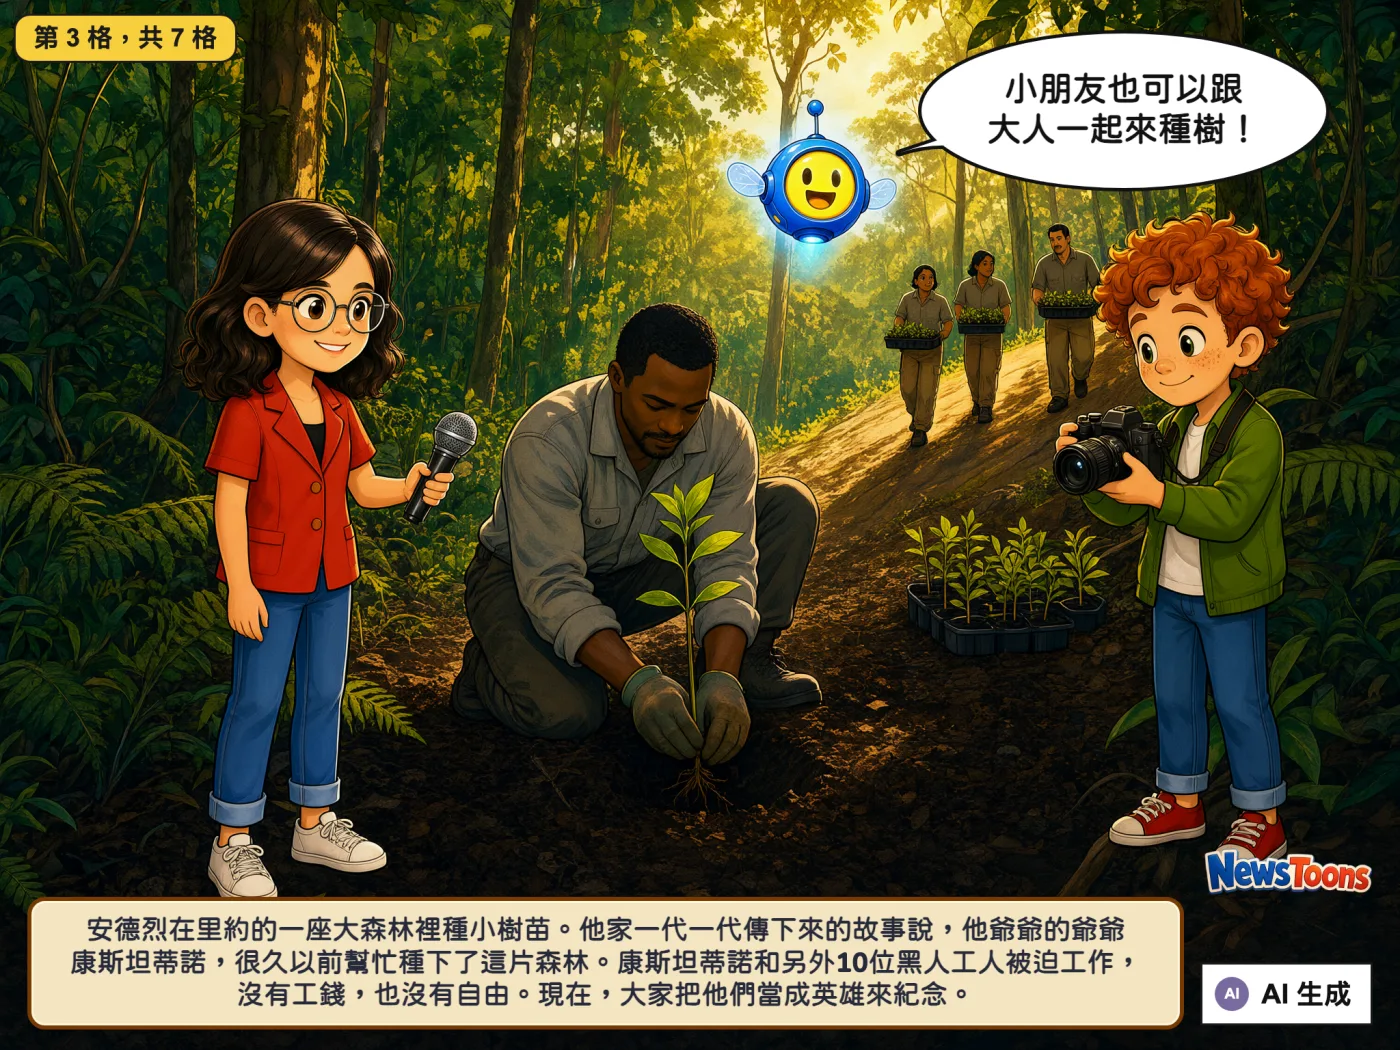 第 3 格，共 7 格
小朋友也可以跟
大人一起來種樹！
安德烈在里約的一座大森林裡種小樹苗。他家一代一代傳下來的故事說，他爺爺的爺爺
康斯坦蒂諾，很久以前幫忙種下了這片森林。康斯坦蒂諾和另外10位黑人工人被迫工作，
沒有工錢，也沒有自由。現在，大家把他們當成英雄來紀念。
NewsToons
AI AI 生成